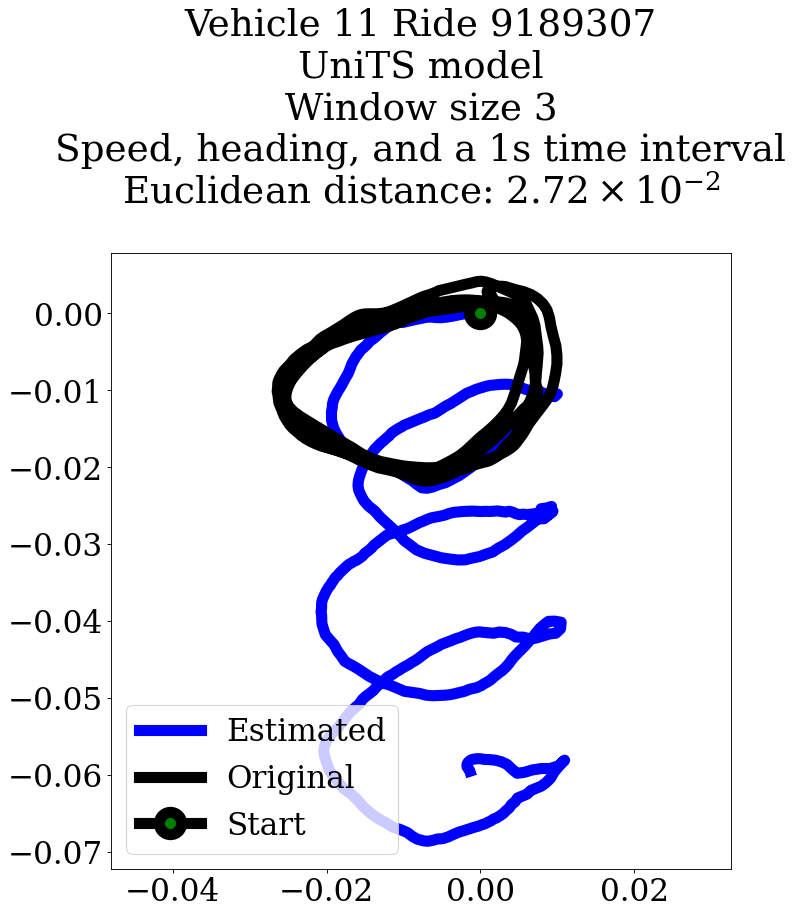 Vehicle 11 Ride 9189307
UniTS model
Window size 3
Speed, heading, and a 1s time interval
Euclidean distance: 2.72 × 10⁻²
0.00
−0.01
−0.02
−0.03
−0.04
−0.05
−0.06
−0.07
Estimated
Original
Start
−0.04 −0.02 0.00 0.02